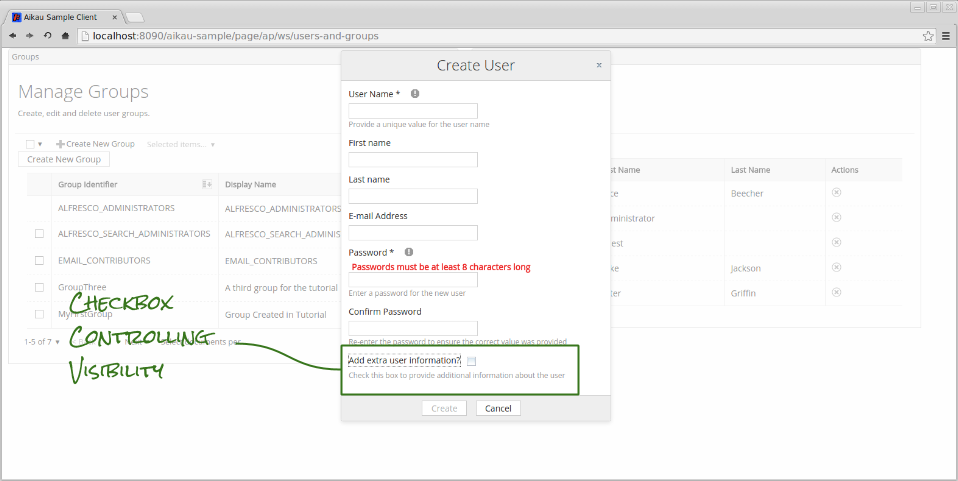 Aikau Sample Client
localhost:8090/aikau-sample/page/ap/ws/users-and-groups
Groups
Manage Groups
Create, edit and delete user groups.
Create New Group
Selected items...
Create New Group
Group Identifier
Display Name
ALFRESCO_ADMINISTRATORS
ALFRESCO_ADMINISTRATORS
ALFRESCO_SEARCH_ADMINISTRATORS
ALFRESCO_SEARCH_ADMINIS
EMAIL_CONTRIBUTORS
EMAIL_CONTRIBUTORS
GroupThree
A third group for the tutorial
MyFirstGroup
Group Created in Tutorial
1-5 of 7
CHECKBOX
CONTROLLING
VISIBILITY
Create User
User Name *
Provide a unique value for the user name
First name
Last name
E-mail Address
Password *
Passwords must be at least 8 characters long
Enter a password for the new user
Confirm Password
Re-enter the password to ensure the correct value was provided
Add extra user information?
Check this box to provide additional information about the user
Create
Cancel
st Name
Last Name
Actions
ce
Beecher
ministrator
est
ke
Jackson
ter
Griffin